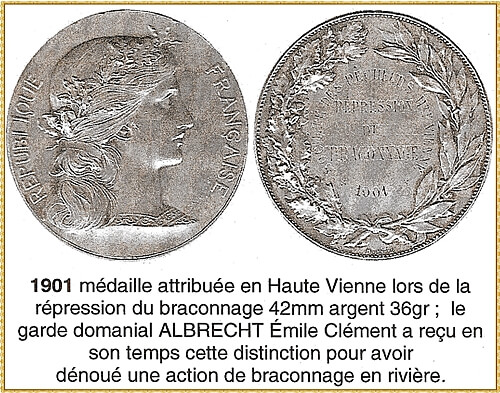 RÉPUBLIQUE FRANÇAISE
RÉPRESSION
DU
BRACONNAGE
1901
1901 médaille attribuée en Haute Vienne lors de la
répression du braconnage 42mm argent 36gr ; le
garde domanial ALBRECHT Émile Clément a reçu en
son temps cette distinction pour avoir
dénoué une action de braconnage en rivière.